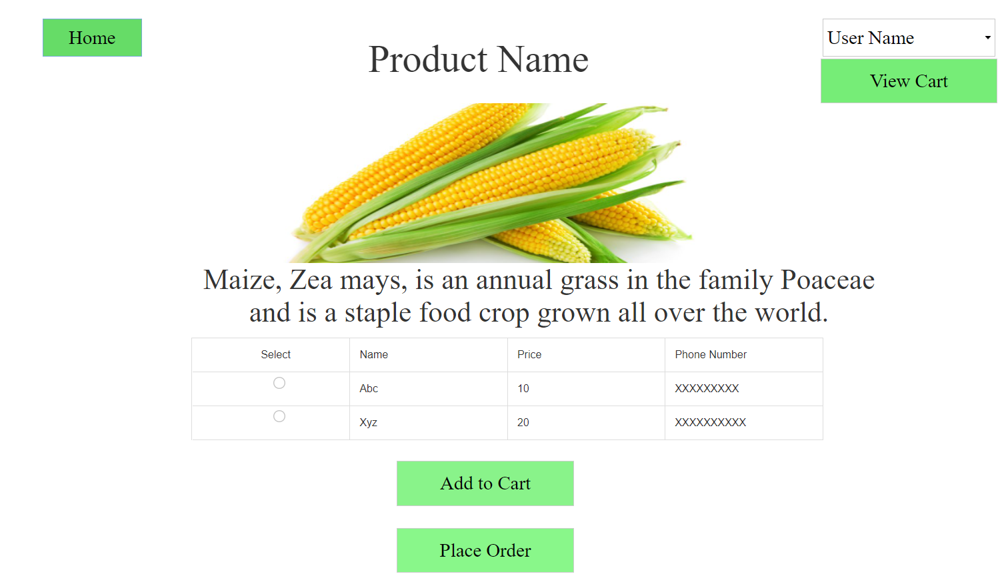 Home
User Name
Product Name
View Cart
Maize, Zea mays, is an annual grass in the family Poaceae
and is a staple food crop grown all over the world.
Select Name Price Phone Number
Abc 10 XXXXXXXXX
Xyz 20 XXXXXXXXXX
Add to Cart
Place Order